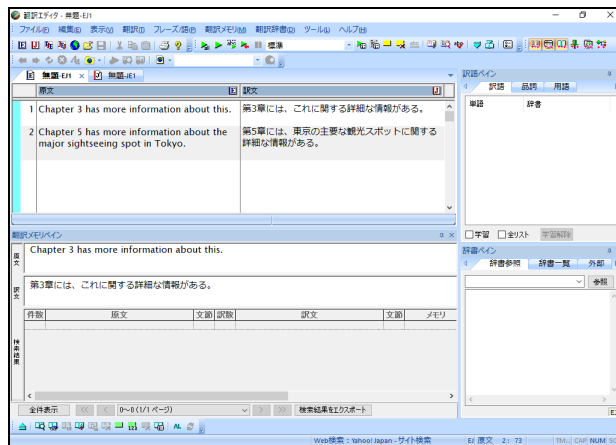 翻訳エディタ - 無題-EJ1
ファイル(F) 編集(E) 表示(V) 翻訳(T) フレーズ/語(P) 翻訳メモリ(M) 翻訳辞書(D) ツール(L) ヘルプ(H)
標準
無題-EJ1 × 無題-JE1
原文 訳文
1 Chapter 3 has more information about this. 第3章には、これに関する詳細な情報がある。
2 Chapter 5 has more information about the 第5章には、東京の主要な観光スポットに関する
major sightseeing spot in Tokyo. 詳細な情報がある。
訳語ペイン
訳語 品詞 用語
単語 辞書
学習 全リスト 学習解除
翻訳メモリペイン
原文 Chapter 3 has more information about this.
訳文 第3章には、これに関する詳細な情報がある。
件数 原文 文節 訳数 訳文 文節 メモリ
検索結果
全件表示 0～0(1/1 ページ) 検索結果をエクスポート
辞書ペイン
辞書参照 辞書一覧 外部
参照
Web検索 : Yahoo! Japan - サイト検索 EJ 原文 2: 73 CAP NUM